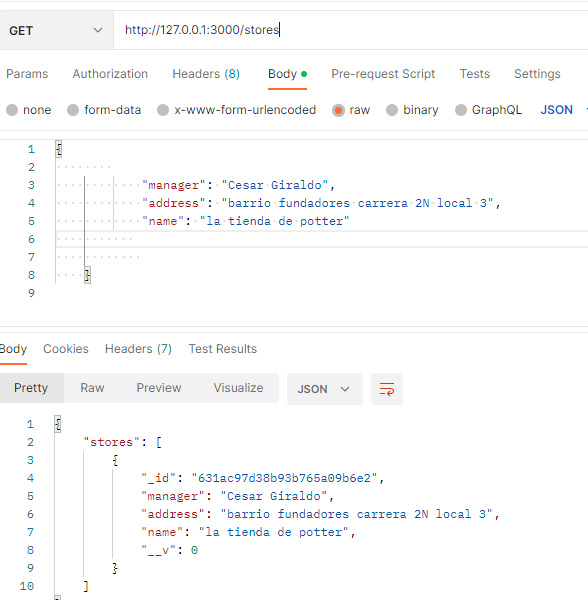 GET http://127.0.0.1:3000/stores
Params Authorization Headers (8) Body Pre-request Script Tests Settings
none form-data x-www-form-urlencoded raw binary GraphQL JSON
1 {
2
3 "manager": "Cesar Giraldo",
4 "address": "barrio fundadores carrera 2N local 3",
5 "name": "la tienda de potter"
6
7
8 }
9
Body Cookies Headers (7) Test Results
Pretty Raw Preview Visualize JSON
1 {
2 "stores": [
3 {
4 "_id": "631ac97d38b93b765a09b6e2",
5 "manager": "Cesar Giraldo",
6 "address": "barrio fundadores carrera 2N local 3",
7 "name": "la tienda de potter",
8 "__v": 0
9 }
10 ]